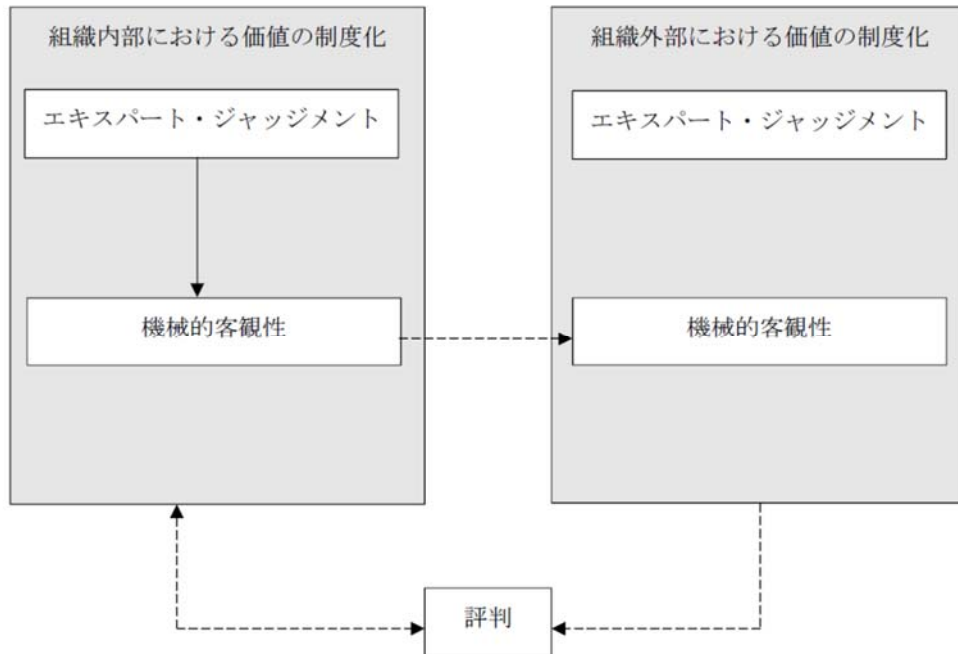 組織内部における価値の制度化
エキスパート・ジャッジメント
機械的客観性
組織外部における価値の制度化
エキスパート・ジャッジメント
機械的客観性
評判